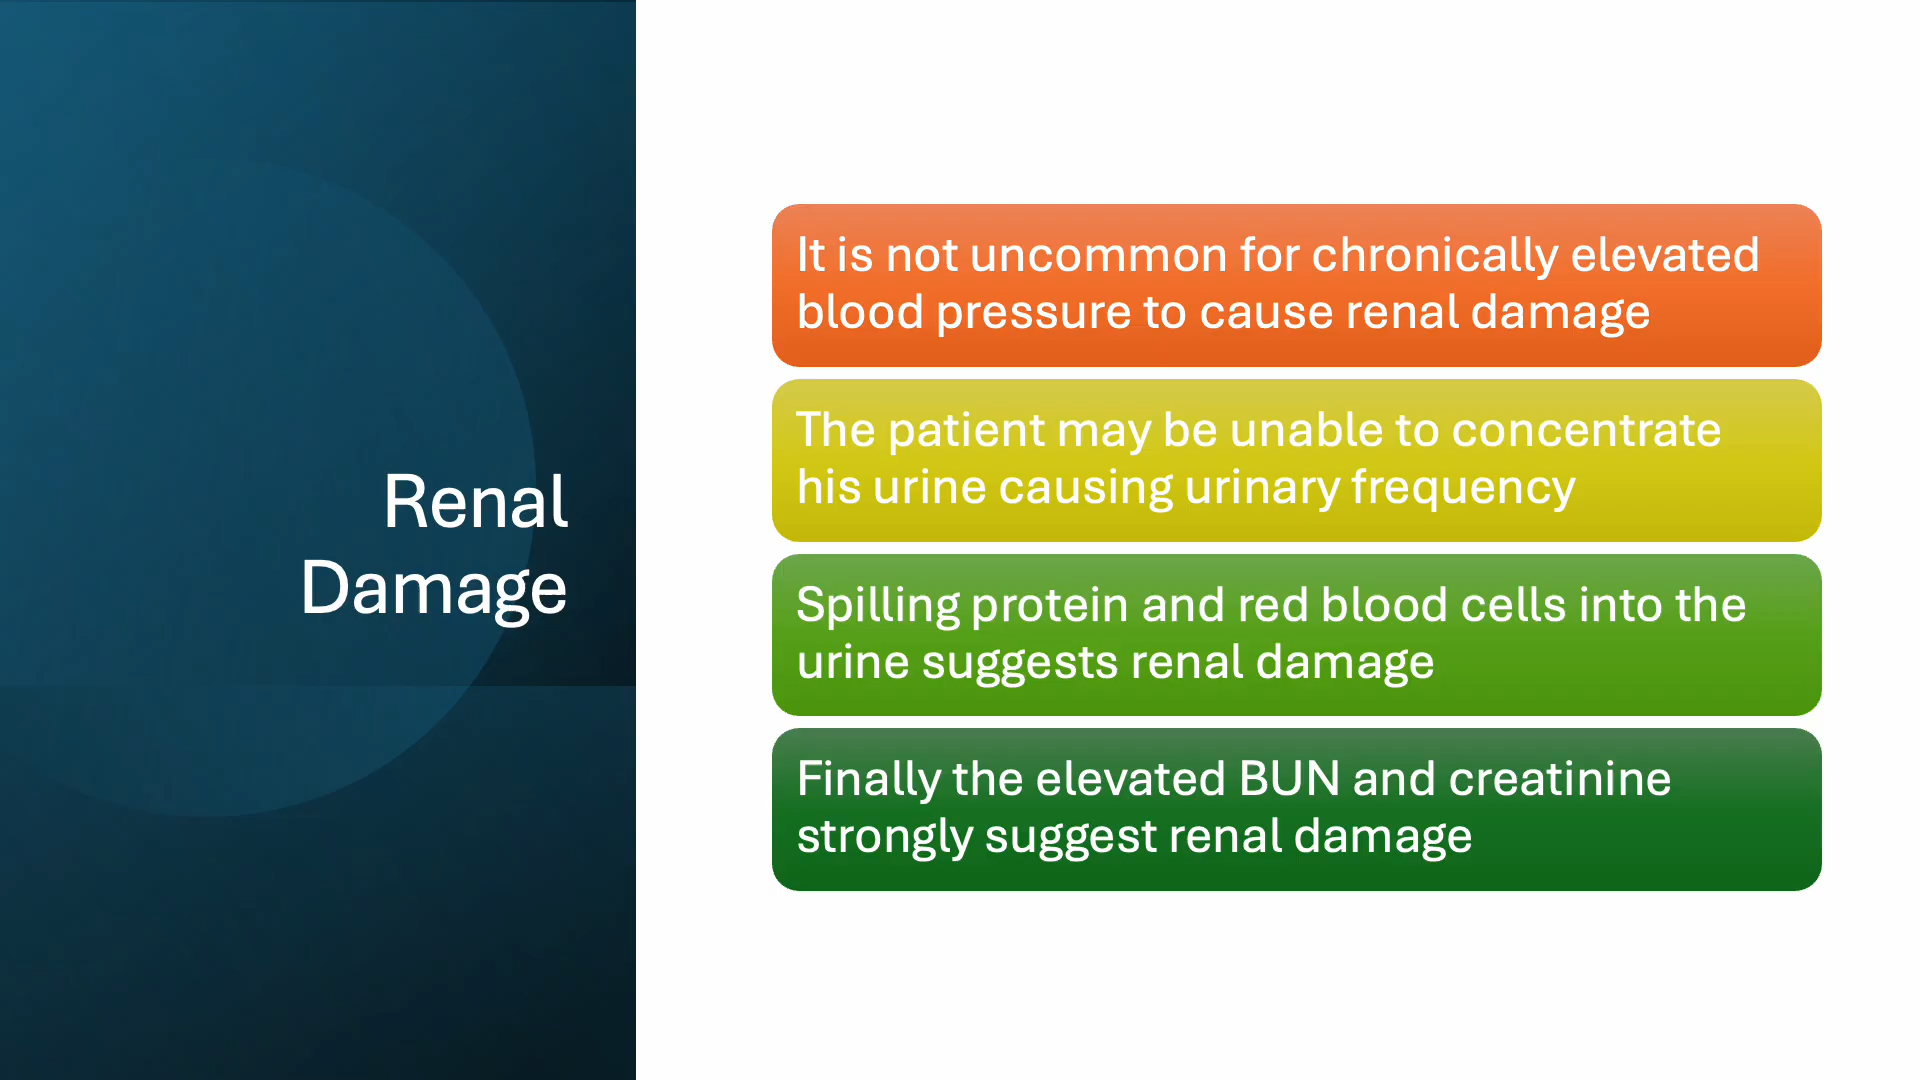 Renal
Damage
It is not uncommon for chronically elevated
blood pressure to cause renal damage
The patient may be unable to concentrate
his urine causing urinary frequency
Spilling protein and red blood cells into the
urine suggests renal damage
Finally the elevated BUN and creatinine
strongly suggest renal damage